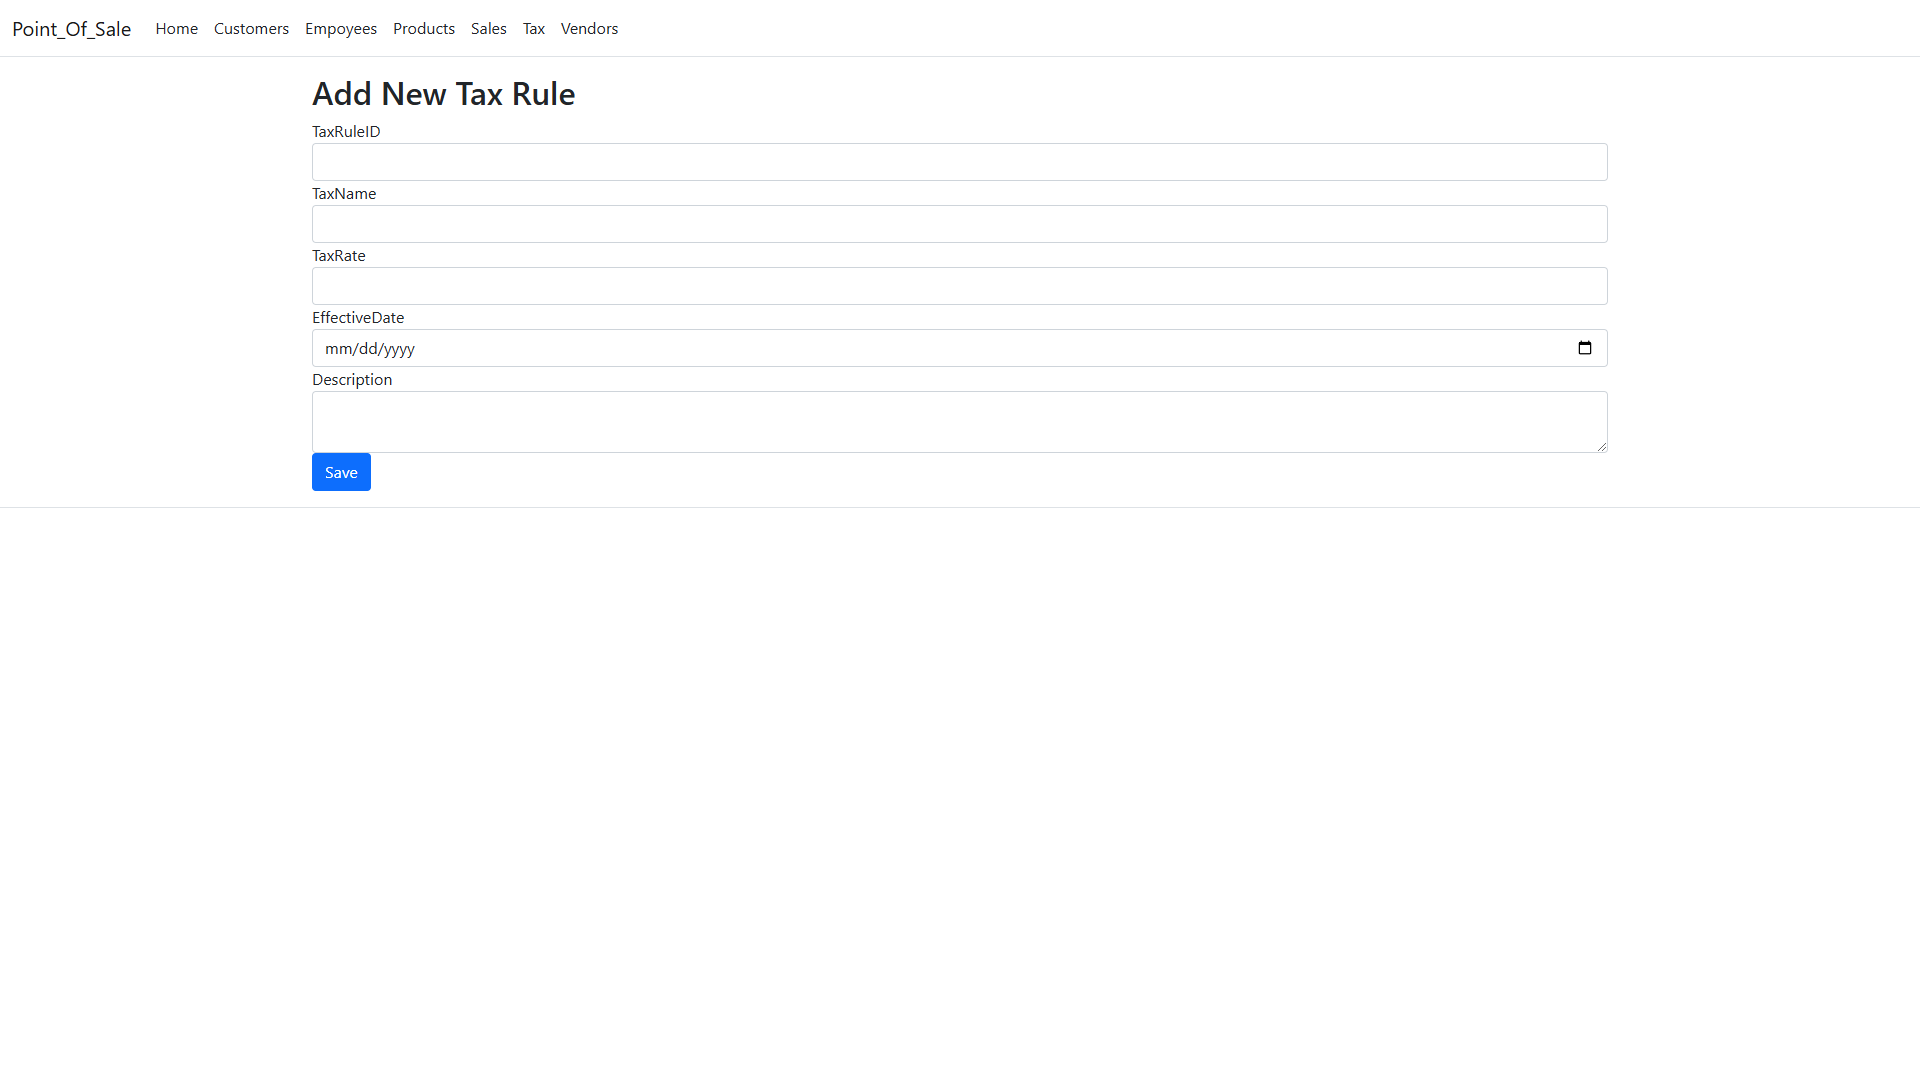 Point_Of_Sale Home Customers Empoyees Products Sales Tax Vendors
Add New Tax Rule
TaxRuleID
TaxName
TaxRate
EffectiveDate
mm/dd/yyyy
Description
Save